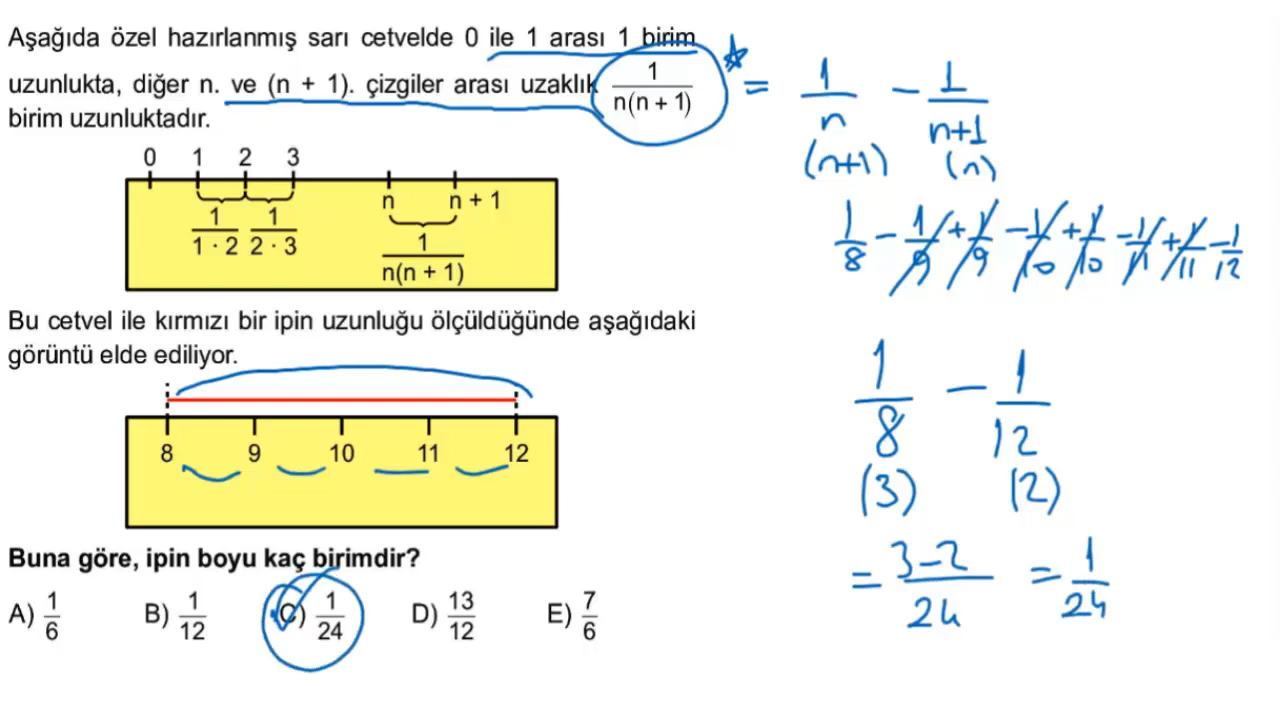 Aşağıda özel hazırlanmış sarı cetvelde 0 ile 1 arası 1 birim
uzunlukta, diğer n. ve (n + 1). çizgiler arası uzaklık 1/n(n + 1)
birim uzunluktadır.
= 1/n - 1/n+1
(n+1) (n)
0 1 2 3
n n + 1
1/1 · 2 1/2 · 3
1/n(n + 1)
1/8 - 1/9 + 1/9 - 1/10 + 1/10 - 1/11 + 1/11 - 1/12
Bu cetvel ile kırmızı bir ipin uzunluğu ölçüldüğünde aşağıdaki
görüntü elde ediliyor.
8 9 10 11 12
1/8 - 1/12
(3) (2)
Buna göre, ipin boyu kaç birimdir?
= 3-2/24 = 1/24
A) 1/6 B) 1/12 C) 1/24 D) 13/12 E) 7/6